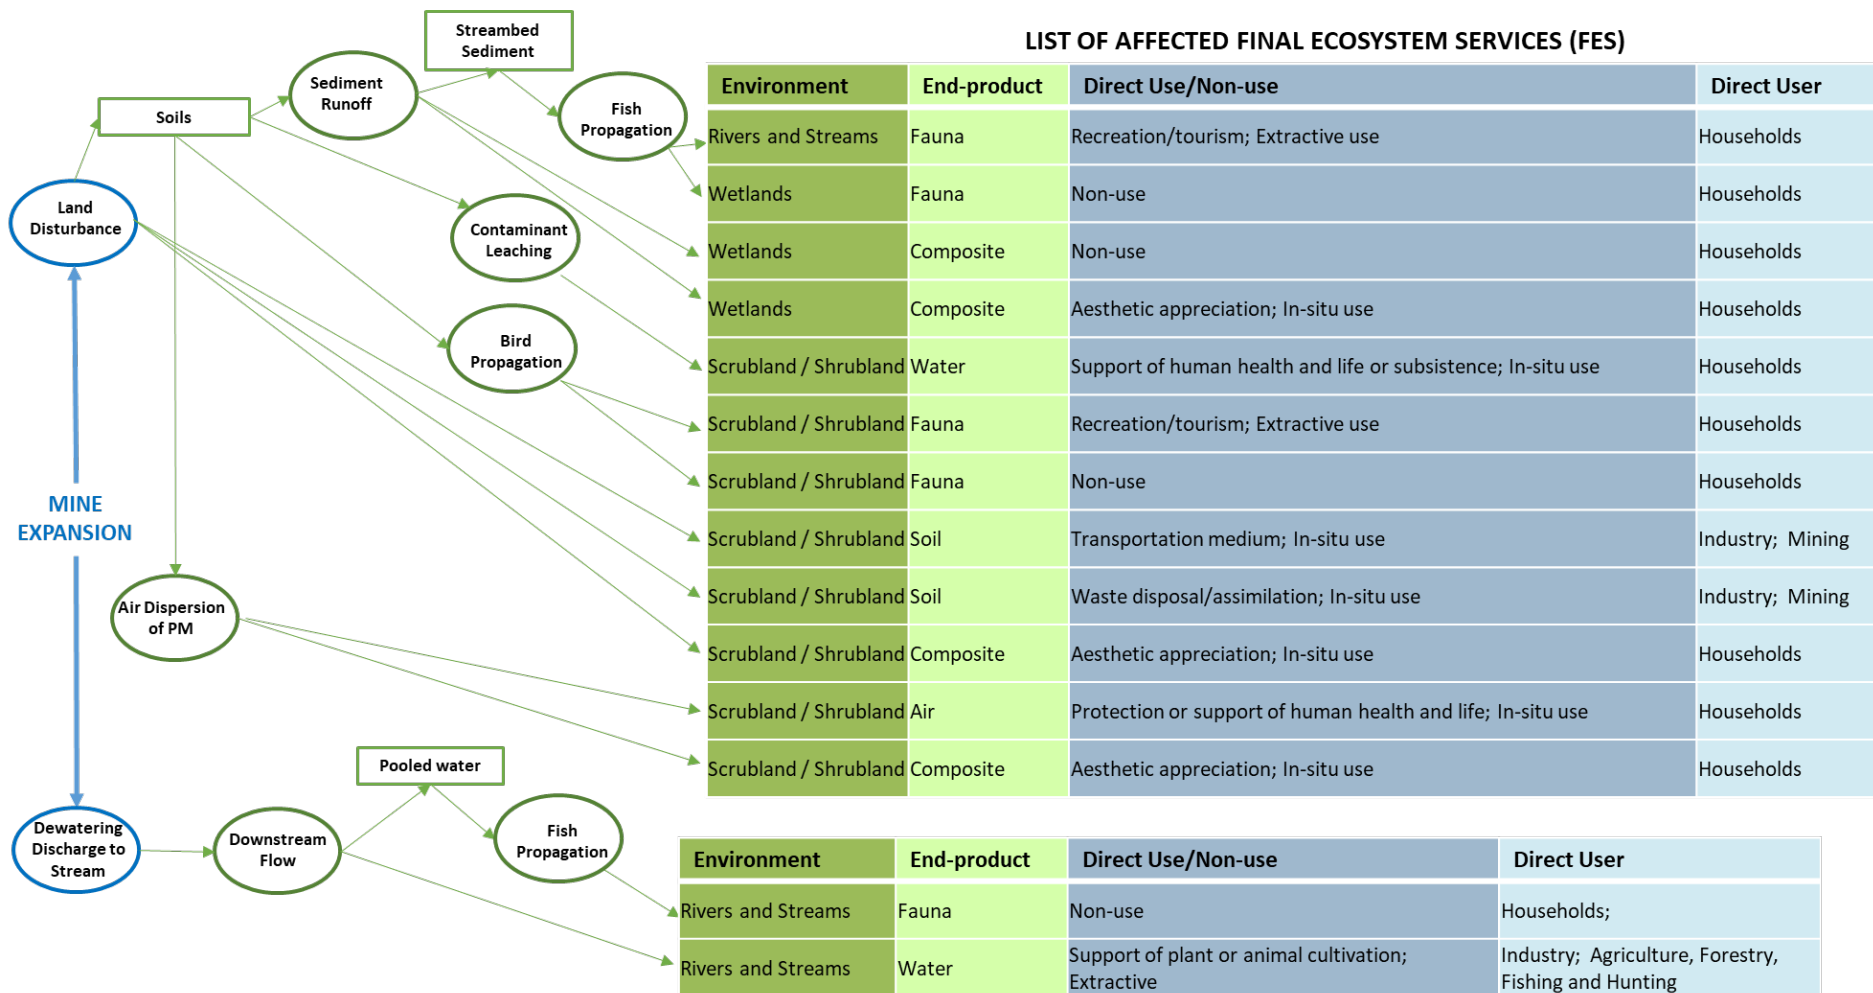 LIST OF AFFECTED FINAL ECOSYSTEM SERVICES (FES)
Streambed
Sediment
Sediment
Runoff
Soils
Fish
Propagation
Land
Disturbance
Contaminant
Leaching
Bird
Propagation
MINE
EXPANSION
Air Dispersion
of PM
Pooled water
Dewatering
Discharge to
Stream
Downstream
Flow
Fish
Propagation
Environment End-product Direct Use/Non-use Direct User
Rivers and Streams Fauna Recreation/tourism; Extractive use Households
Wetlands Fauna Non-use Households
Wetlands Composite Non-use Households
Wetlands Composite Aesthetic appreciation; In-situ use Households
Scrubland / Shrubland Water Support of human health and life or subsistence; In-situ use Households
Scrubland / Shrubland Fauna Recreation/tourism; Extractive use Households
Scrubland / Shrubland Fauna Non-use Households
Scrubland / Shrubland Soil Transportation medium; In-situ use Industry; Mining
Scrubland / Shrubland Soil Waste disposal/assimilation; In-situ use Industry; Mining
Scrubland / Shrubland Composite Aesthetic appreciation; In-situ use Households
Scrubland / Shrubland Air Protection or support of human health and life; In-situ use Households
Scrubland / Shrubland Composite Aesthetic appreciation; In-situ use Households
Environment End-product Direct Use/Non-use Direct User
Rivers and Streams Fauna Non-use Households;
Rivers and Streams Water Support of plant or animal cultivation;
Extractive
Industry; Agriculture, Forestry,
Fishing and Hunting